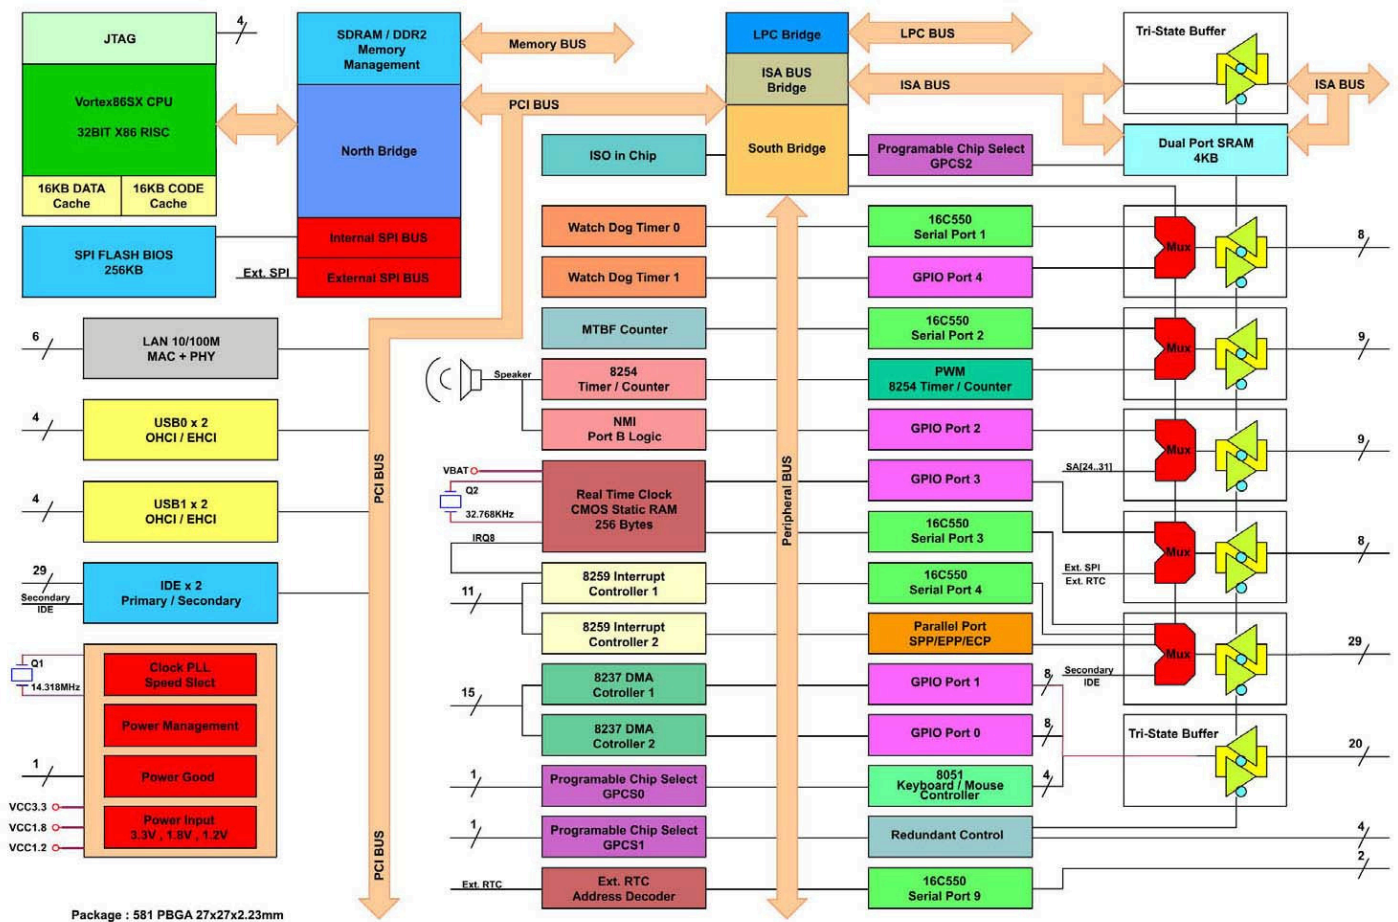 JTAG
4
Vortex86SX CPU
32BIT X86 RISC
16KB DATA
Cache
16KB CODE
Cache
SPI FLASH BIOS
256KB
SDRAM / DDR2
Memory
Management
North Bridge
Internal SPI BUS
External SPI BUS
Ext. SPI
Memory BUS
PCI BUS
LPC Bridge
ISA BUS
Bridge
South Bridge
LPC BUS
ISA BUS
Tri-State Buffer
ISA BUS
Dual Port SRAM
4KB
ISO in Chip
Programable Chip Select
GPCS2
6
LAN 10/100M
MAC + PHY
4
USB0 x 2
OHCI / EHCI
4
USB1 x 2
OHCI / EHCI
29
Secondary
IDE
IDE x 2
Primary / Secondary
Q1
14.318MHz
Clock PLL
Speed Slect
Power Management
1
Power Good
VCC3.3
VCC1.8
VCC1.2
Power Input
3.3V , 1.8V , 1.2V
PCI BUS
PCI BUS
Package : 581 PBGA 27x27x2.23mm
Watch Dog Timer 0
Watch Dog Timer 1
MTBF Counter
Speaker
8254
Timer / Counter
NMI
Port B Logic
VBAT
Q2
32.768KHz
IRQ8
Real Time Clock
CMOS Static RAM
256 Bytes
11
8259 Interrupt
Controller 1
8259 Interrupt
Controller 2
15
8237 DMA
Cotroller 1
8237 DMA
Cotroller 2
1
Programable Chip Select
GPCS0
1
Programable Chip Select
GPCS1
Ext. RTC
Ext. RTC
Address Decoder
Peripheral BUS
16C550
Serial Port 1
GPIO Port 4
16C550
Serial Port 2
PWM
8254 Timer / Counter
GPIO Port 2
GPIO Port 3
16C550
Serial Port 3
16C550
Serial Port 4
Parallel Port
SPP/EPP/ECP
GPIO Port 1
8
GPIO Port 0
8
8051
Keyboard / Mouse
Controller
4
Redundant Control
16C550
Serial Port 9
Mux
8
Mux
9
SA[24..31]
Mux
9
Ext. SPI
Ext. RTC
Mux
8
Secondary
IDE
Mux
29
Tri-State Buffer
20
4
2